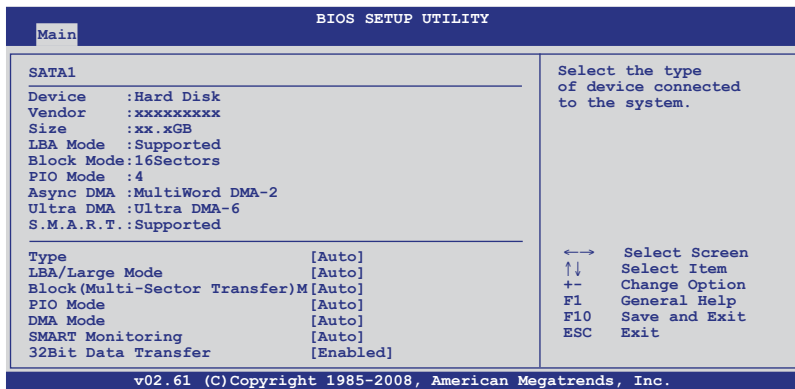 BIOS SETUP UTILITY
Main
SATA1
Device :Hard Disk
Vendor :xxxxxxxxx
Size :xx.xGB
LBA Mode :Supported
Block Mode:16Sectors
PIO Mode :4
Async DMA :MultiWord DMA-2
Ultra DMA :Ultra DMA-6
S.M.A.R.T.:Supported
Type [Auto]
LBA/Large Mode [Auto]
Block(Multi-Sector Transfer)M[Auto]
PIO Mode [Auto]
DMA Mode [Auto]
SMART Monitoring [Auto]
32Bit Data Transfer [Enabled]
Select the type
of device connected
to the system.
←→ Select Screen
↑↓ Select Item
+- Change Option
F1 General Help
F10 Save and Exit
ESC Exit
v02.61 (C)Copyright 1985-2008, American Megatrends, Inc.